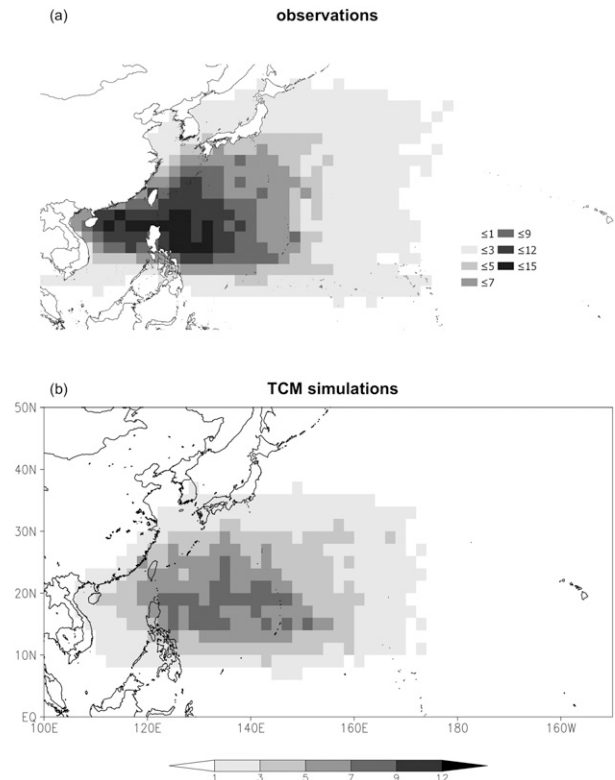 (a) observations
≤1 ≤9
≤3 ≤12
≤5 ≤15
≤7
(b) TCM simulations
50N
40N
30N
20N
10N
EQ
100E 120E 140E 160E 180 160W
1 3 5 7 9 12